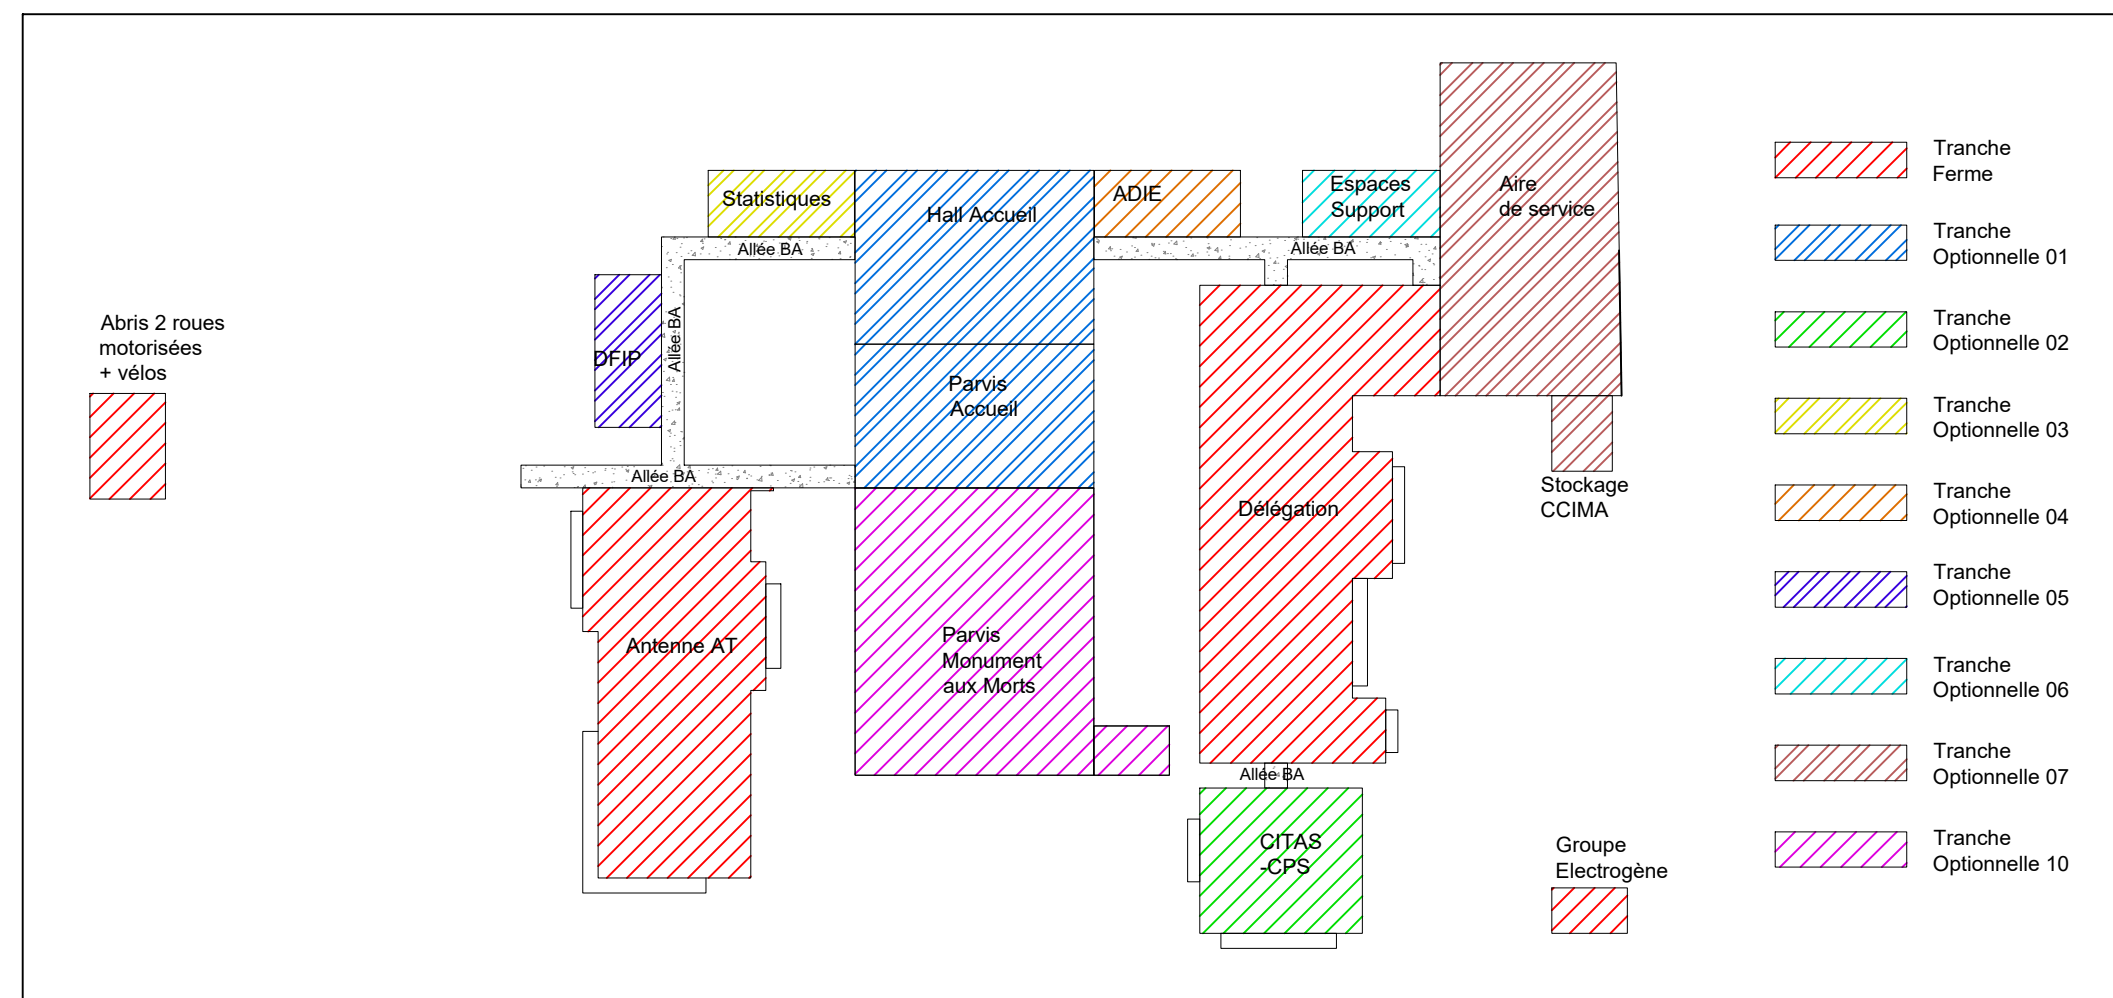 Statistiques
Hall Accueil
ADIE
Espaces
Support
Aire
de service
Allée BA
Allée BA
Allée BA
DFIP
Abris 2 roues
motorisées
+ vélos
Parvis
Accueil
Allée BA
Stockage
CCIMA
Délégation
Antenne AT
Parvis
Monument
aux Morts
Allée BA
CITAS
-CPS
Groupe
Electrogène
Tranche
Ferme
Tranche
Optionnelle 01
Tranche
Optionnelle 02
Tranche
Optionnelle 03
Tranche
Optionnelle 04
Tranche
Optionnelle 05
Tranche
Optionnelle 06
Tranche
Optionnelle 07
Tranche
Optionnelle 10